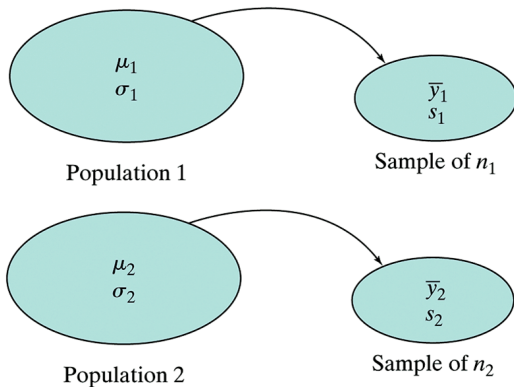 μ₁
σ₁
ȳ₁
s₁
Population 1
Sample of n₁
μ₂
σ₂
ȳ₂
s₂
Population 2
Sample of n₂